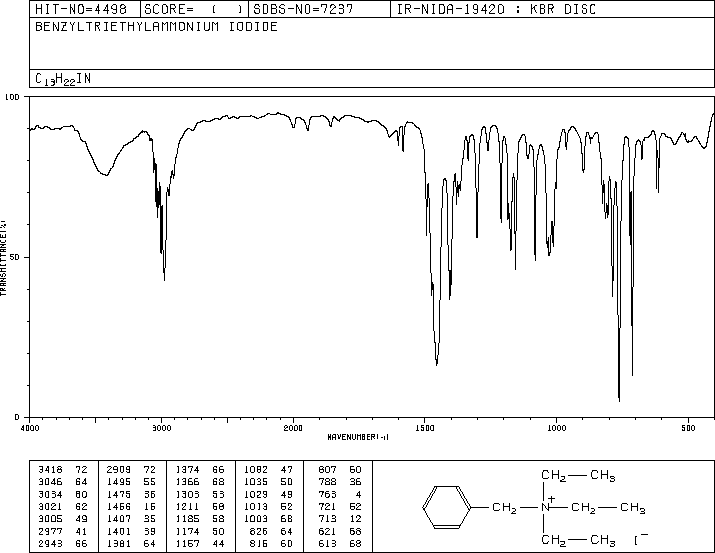 HIT-NO=4498 |SCORE= ( )|SDBS-NO=7237 |IR-NIDA-19420 : KBR DISC
BENZYLTRIETHYLAMMONIUM IODIDE
C13H22IN
100
50
0
TRANSMITTANCE(%)
4000 3000 2000 1500 1000 500
WAVENUMBER(-1)
3418 72 2909 72 1374 66 1082 47 807 60
3046 64 1495 55 1366 68 1035 50 788 36
3034 60 1475 36 1303 53 1029 49 763 4
3021 62 1456 16 1211 58 1013 52 721 52
3005 49 1407 35 1185 58 1003 68 713 12
2977 41 1401 39 1174 50 826 64 621 68
2943 66 1381 64 1157 44 816 60 613 68
CH2—CH3
CH2—N+—CH2—CH3
CH2—CH3 I−